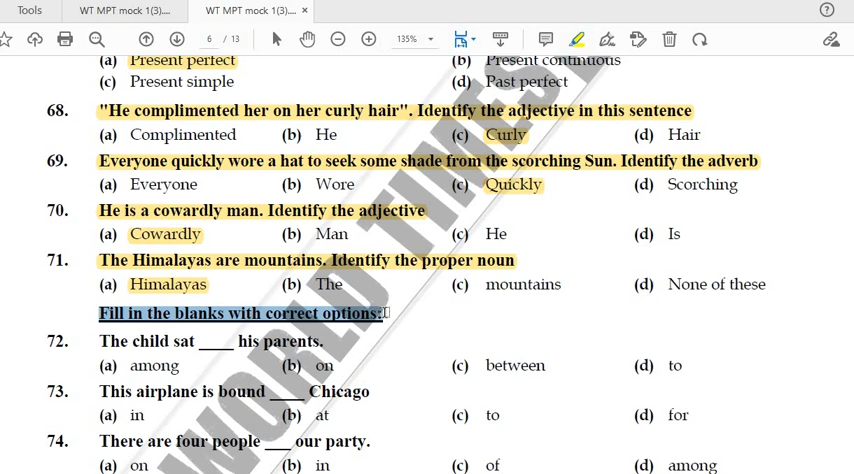 Tools WT MPT mock 1(3).... WT MPT mock 1(3).... ×
6 / 13 135%
(a) Present perfect (b) Present continuous
(c) Present simple (d) Past perfect
68. "He complimented her on her curly hair". Identify the adjective in this sentence
(a) Complimented (b) He (c) Curly (d) Hair
69. Everyone quickly wore a hat to seek some shade from the scorching Sun. Identify the adverb
(a) Everyone (b) Wore (c) Quickly (d) Scorching
70. He is a cowardly man. Identify the adjective
(a) Cowardly (b) Man (c) He (d) Is
71. The Himalayas are mountains. Identify the proper noun
(a) Himalayas (b) The (c) mountains (d) None of these
Fill in the blanks with correct options:
72. The child sat ____ his parents.
(a) among (b) on (c) between (d) to
73. This airplane is bound ____ Chicago
(a) in (b) at (c) to (d) for
74. There are four people ___ our party.
(a) on (b) in (c) of (d) among
WORLD TIMES